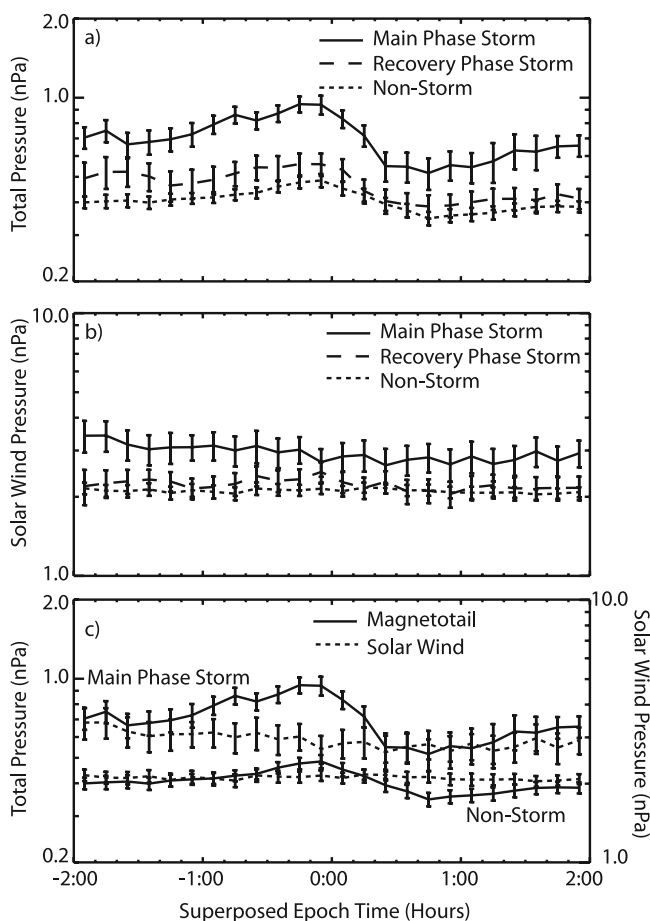 2.0
a)
Main Phase Storm
Recovery Phase Storm
Non-Storm
1.0
Total Pressure (nPa)
0.2
10.0
b)
Main Phase Storm
Recovery Phase Storm
Non-Storm
Solar Wind Pressure (nPa)
1.0
2.0
10.0
c)
Magnetotail
Solar Wind
Main Phase Storm
1.0
Total Pressure (nPa)
Solar Wind Pressure (nPa)
Non-Storm
0.2
1.0
-2:00
-1:00
0:00
1:00
2:00
Superposed Epoch Time (Hours)